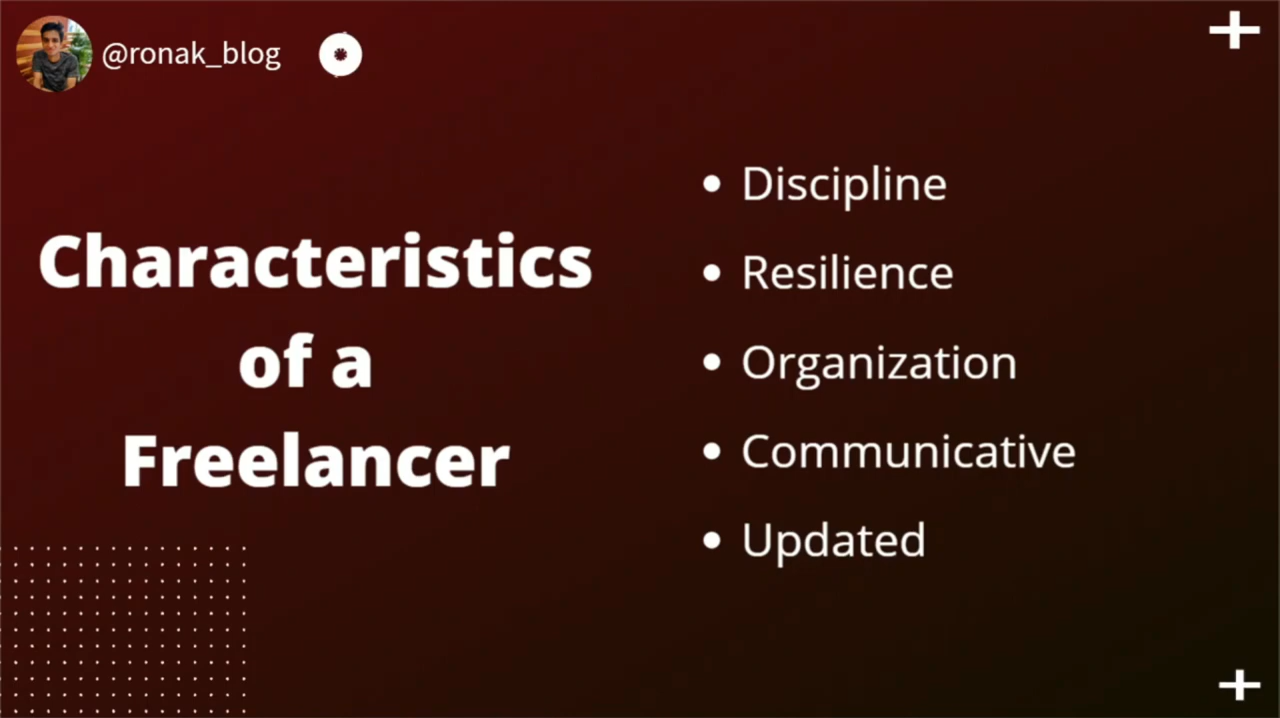 @ronak_blog
Characteristics
of a
Freelancer
Discipline
Resilience
Organization
Communicative
Updated